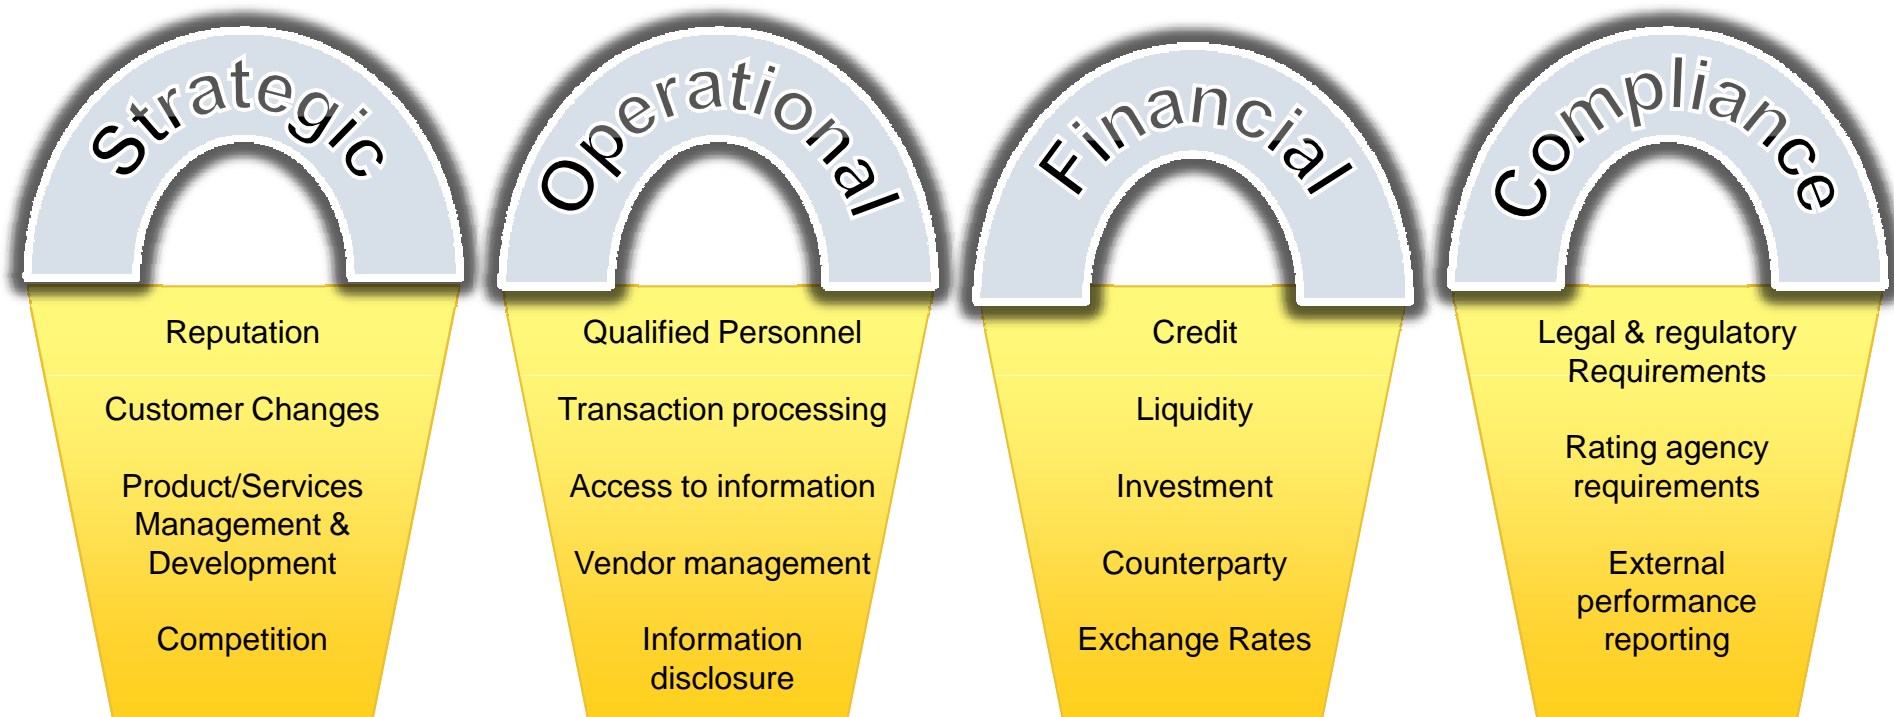 Strategic
Reputation
Customer Changes
Product/Services
Management &
Development
Competition
Operational
Qualified Personnel
Transaction processing
Access to information
Vendor management
Information
disclosure
Financial
Credit
Liquidity
Investment
Counterparty
Exchange Rates
Compliance
Legal & regulatory
Requirements
Rating agency
requirements
External
performance
reporting